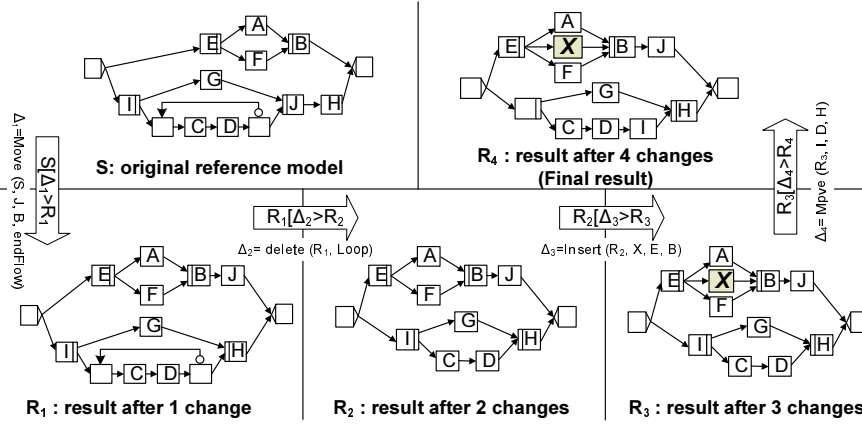 A
E
B
F
G
I
J
H
C
D
S: original reference model
A
E
X
B
J
F
G
H
C
D
I
R4 : result after 4 changes
(Final result)
Δ1=Move (S, J, B, endFlow)
S[Δ1>R1
R1[Δ2>R2
Δ2= delete (R1, Loop)
R2[Δ3>R3
Δ3=Insert (R2, X, E, B)
R3[Δ4>R4
Δ4= Mpve (R3, I, D, H)
A
E
B
J
F
G
I
H
C
D
R1 : result after 1 change
A
E
B
J
F
G
I
H
C
D
R2 : result after 2 changes
A
E
X
B
J
F
G
I
H
C
D
R3 : result after 3 changes